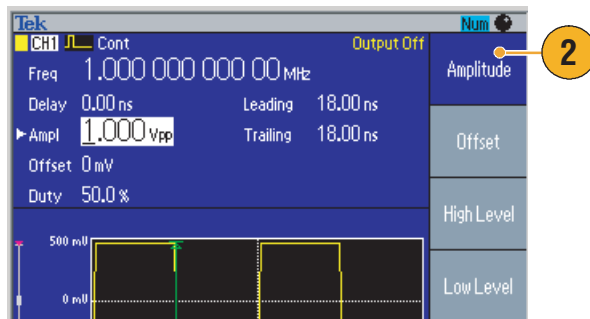 Tek Num
CH1 Cont Output Off
Freq 1.000 000 000 00 MHz
Delay 0.00 ns Leading 18.00 ns
Ampl 1.000 Vpp Trailing 18.00 ns
Offset 0 mV
Duty 50.0 %
500 mV
0 mV
Amplitude
Offset
High Level
Low Level
2